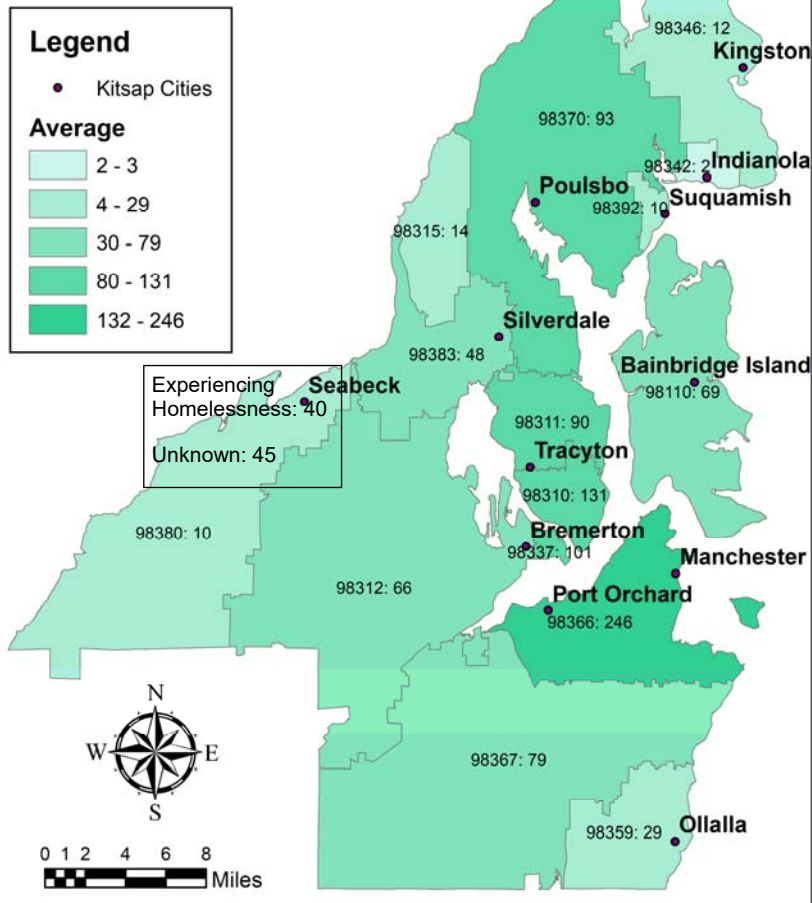 Legend
Kitsap Cities
Average
2 - 3
4 - 29
30 - 79
80 - 131
132 - 246
98346: 12
Kingston
98370: 93
98342: 2
Indianola
Poulsbo
98392: 10
Suquamish
98315: 14
Silverdale
98383: 48
Bainbridge Island
98110: 69
Experiencing
Homelessness: 40
Unknown: 45
Seabeck
98311: 90
Tracyton
98310: 131
Bremerton
98337: 101
98380: 10
Manchester
98312: 66
Port Orchard
98366: 246
N
W
E
S
98367: 79
98359: 29
Ollalla
0 1 2 4 6 8
Miles